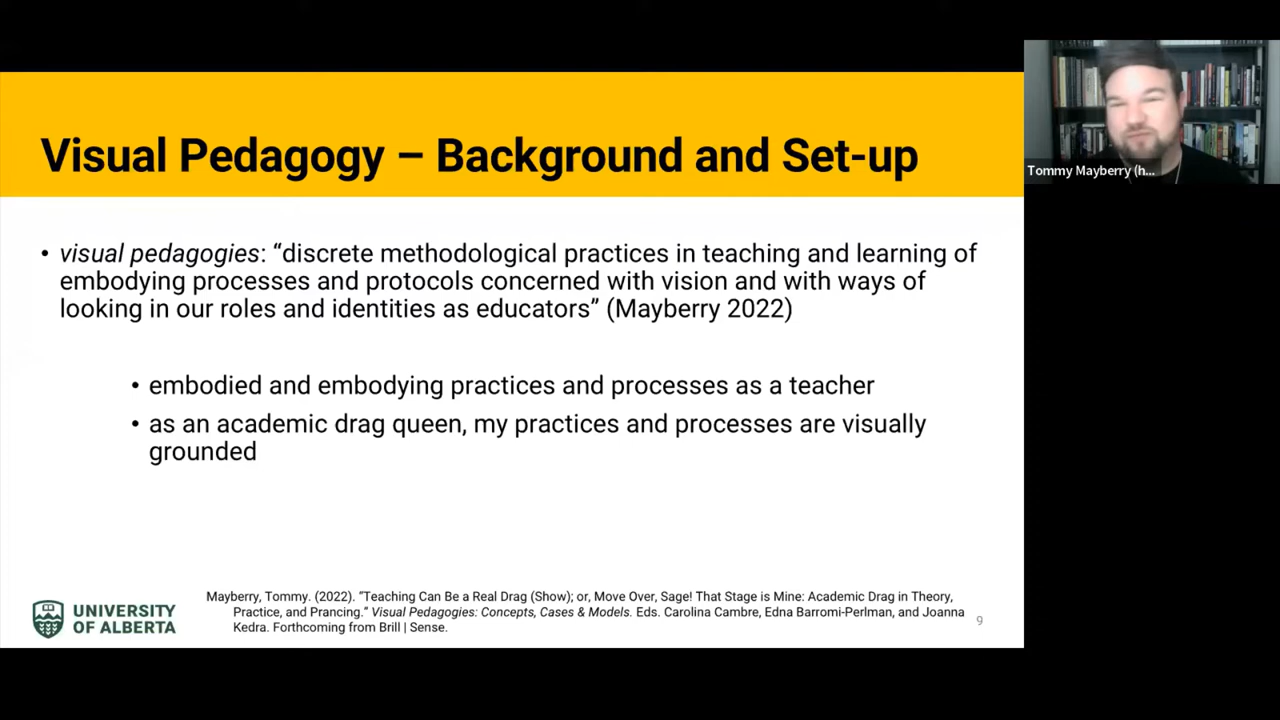 Visual Pedagogy – Background and Set-up
Tommy Mayberry (h...
• visual pedagogies: “discrete methodological practices in teaching and learning of
embodying processes and protocols concerned with vision and with ways of
looking in our roles and identities as educators” (Mayberry 2022)
• embodied and embodying practices and processes as a teacher
• as an academic drag queen, my practices and processes are visually
grounded
Mayberry, Tommy. (2022). “Teaching Can Be a Real Drag (Show); or, Move Over, Sage! That Stage is Mine: Academic Drag in Theory,
Practice, and Prancing.” Visual Pedagogies: Concepts, Cases & Models. Eds. Carolina Cambre, Edna Barromi-Perlman, and Joanna
Kedra. Forthcoming from Brill | Sense.
UNIVERSITY
OF ALBERTA
9